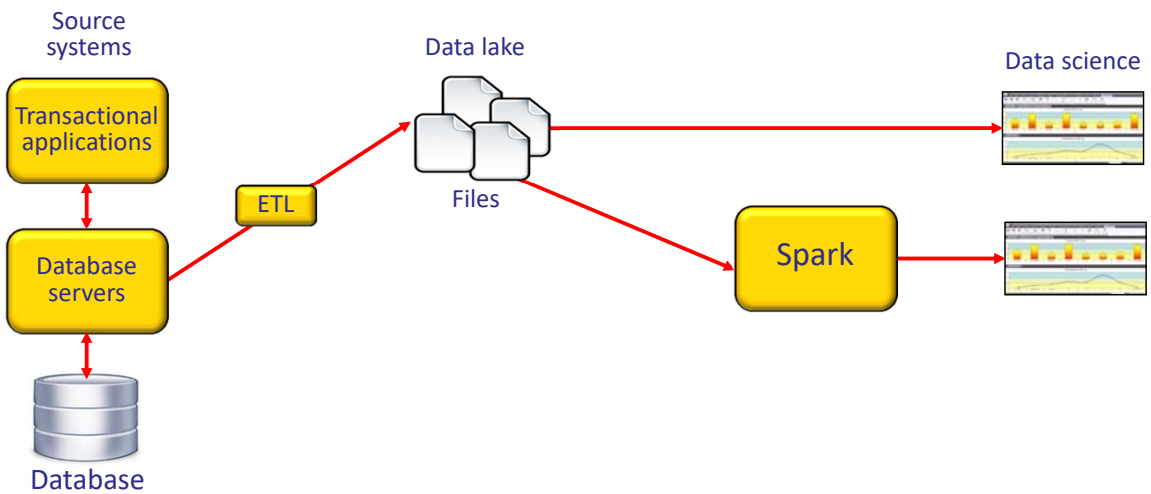 Source
systems
Transactional
applications
Database
servers
Database
ETL
Data lake
Files
Spark
Data science